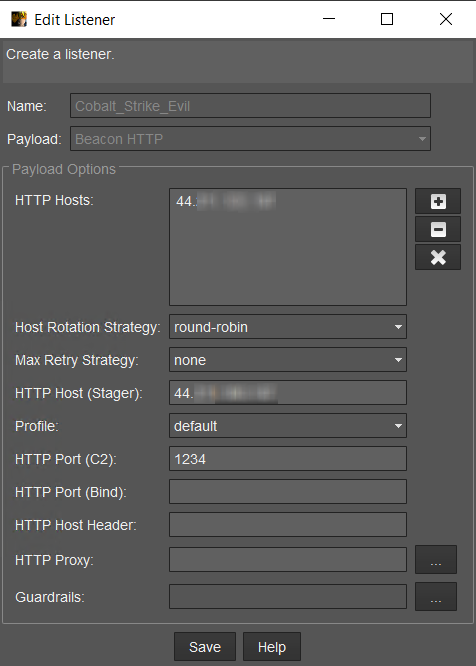 Edit Listener
Create a listener.
Name: Cobalt_Strike_Evil
Payload: Beacon HTTP
Payload Options
HTTP Hosts: 44.
Host Rotation Strategy: round-robin
Max Retry Strategy: none
HTTP Host (Stager): 44.
Profile: default
HTTP Port (C2): 1234
HTTP Port (Bind):
HTTP Host Header:
HTTP Proxy: ...
Guardrails: ...
Save Help